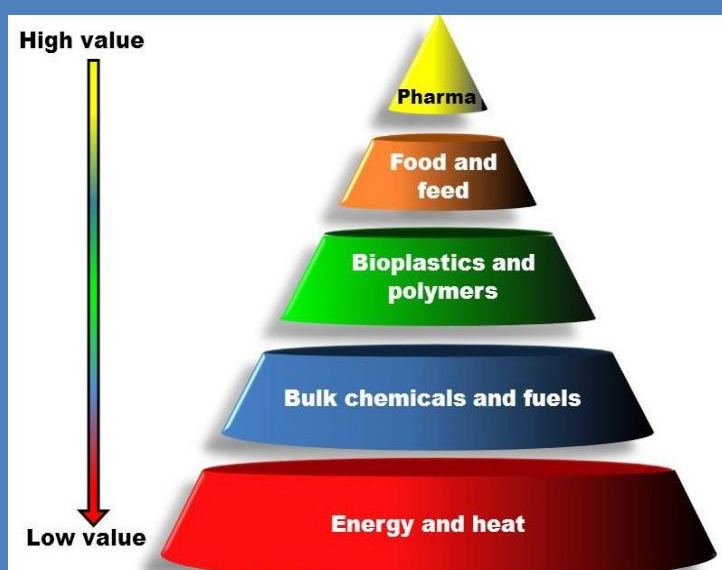 High value
Pharma
Food and
feed
Bioplastics and
polymers
Bulk chemicals and fuels
Energy and heat
Low value